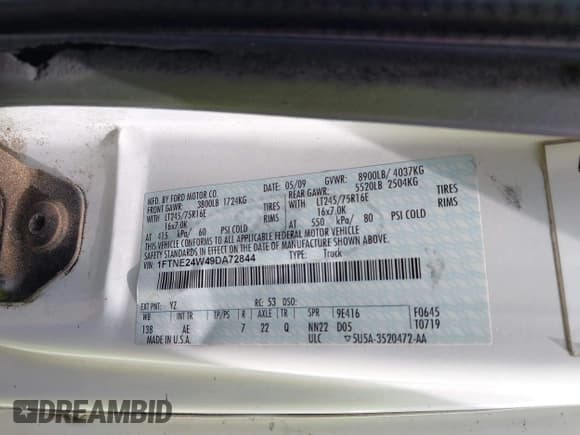 MFD. BY FORD MOTOR CO.
DATE: 05/09 GVWR: 8900LB/ 4037KG
FRONT GAWR: 3800LB 1724KG REAR GAWR: 5520LB 2504KG
WITH LT245/75R16E TIRES WITH LT245/75R16E TIRES
16x7.0K RIMS 16x7.0K RIMS
AT 415 kPa/ 60 PSI COLD AT 550 kPa/ 80 PSI COLD
THIS VEHICLE CONFORMS TO ALL APPLICABLE FEDERAL MOTOR VEHICLE
SAFETY STANDARDS IN EFFECT ON THE DATE OF MANUFACTURE SHOWN ABOVE.
VIN: 1FTNE24W49DA72844
TYPE: Truck
EXT PNT: YZ RC: 53 DSO:
WB INT TR TP/PS R AXLE TR SPR 9E416 F0645
138 AE 7 22 Q NN22 D05 T0719
MADE IN U.S.A. ULC 5U5A-3520472-AA
DREAMBID